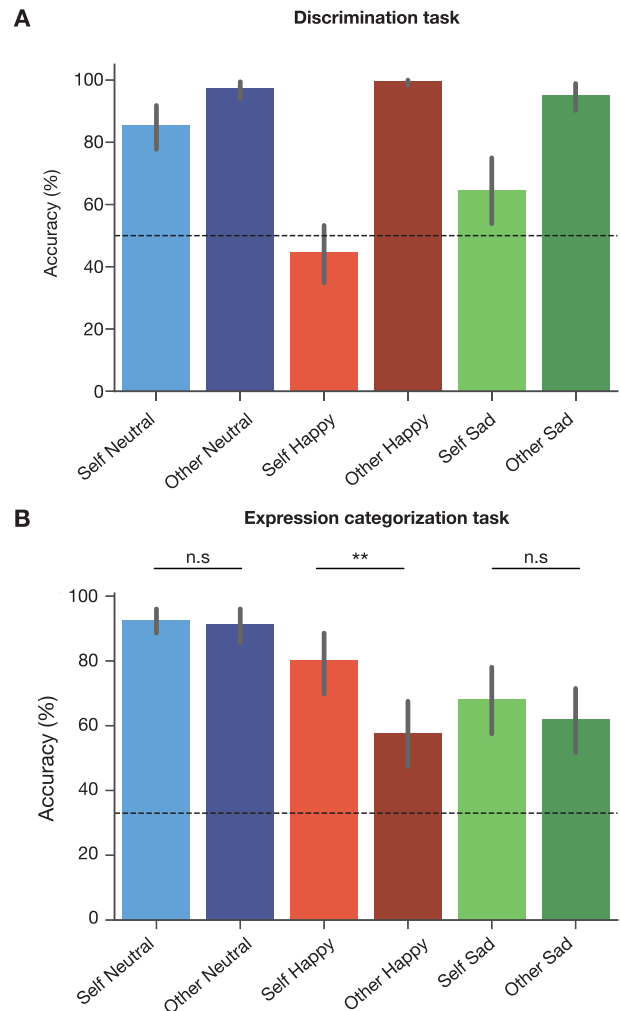 A
Discrimination task
Accuracy (%)
100
80
60
40
20
0
Self Neutral
Other Neutral
Self Happy
Other Happy
Self Sad
Other Sad
B
Expression categorization task
n.s
**
n.s
Accuracy (%)
100
80
60
40
20
0
Self Neutral
Other Neutral
Self Happy
Other Happy
Self Sad
Other Sad